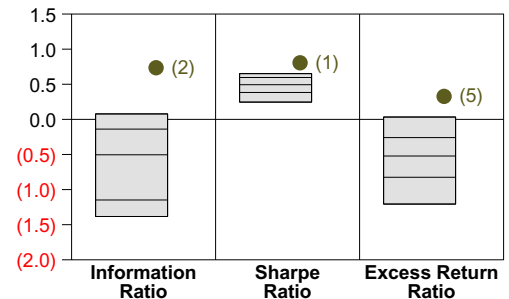 1.5
1.0
0.5
0.0
(0.5)
(1.0)
(1.5)
(2.0)
(2)
(1)
(5)
Information
Ratio
Sharpe
Ratio
Excess Return
Ratio